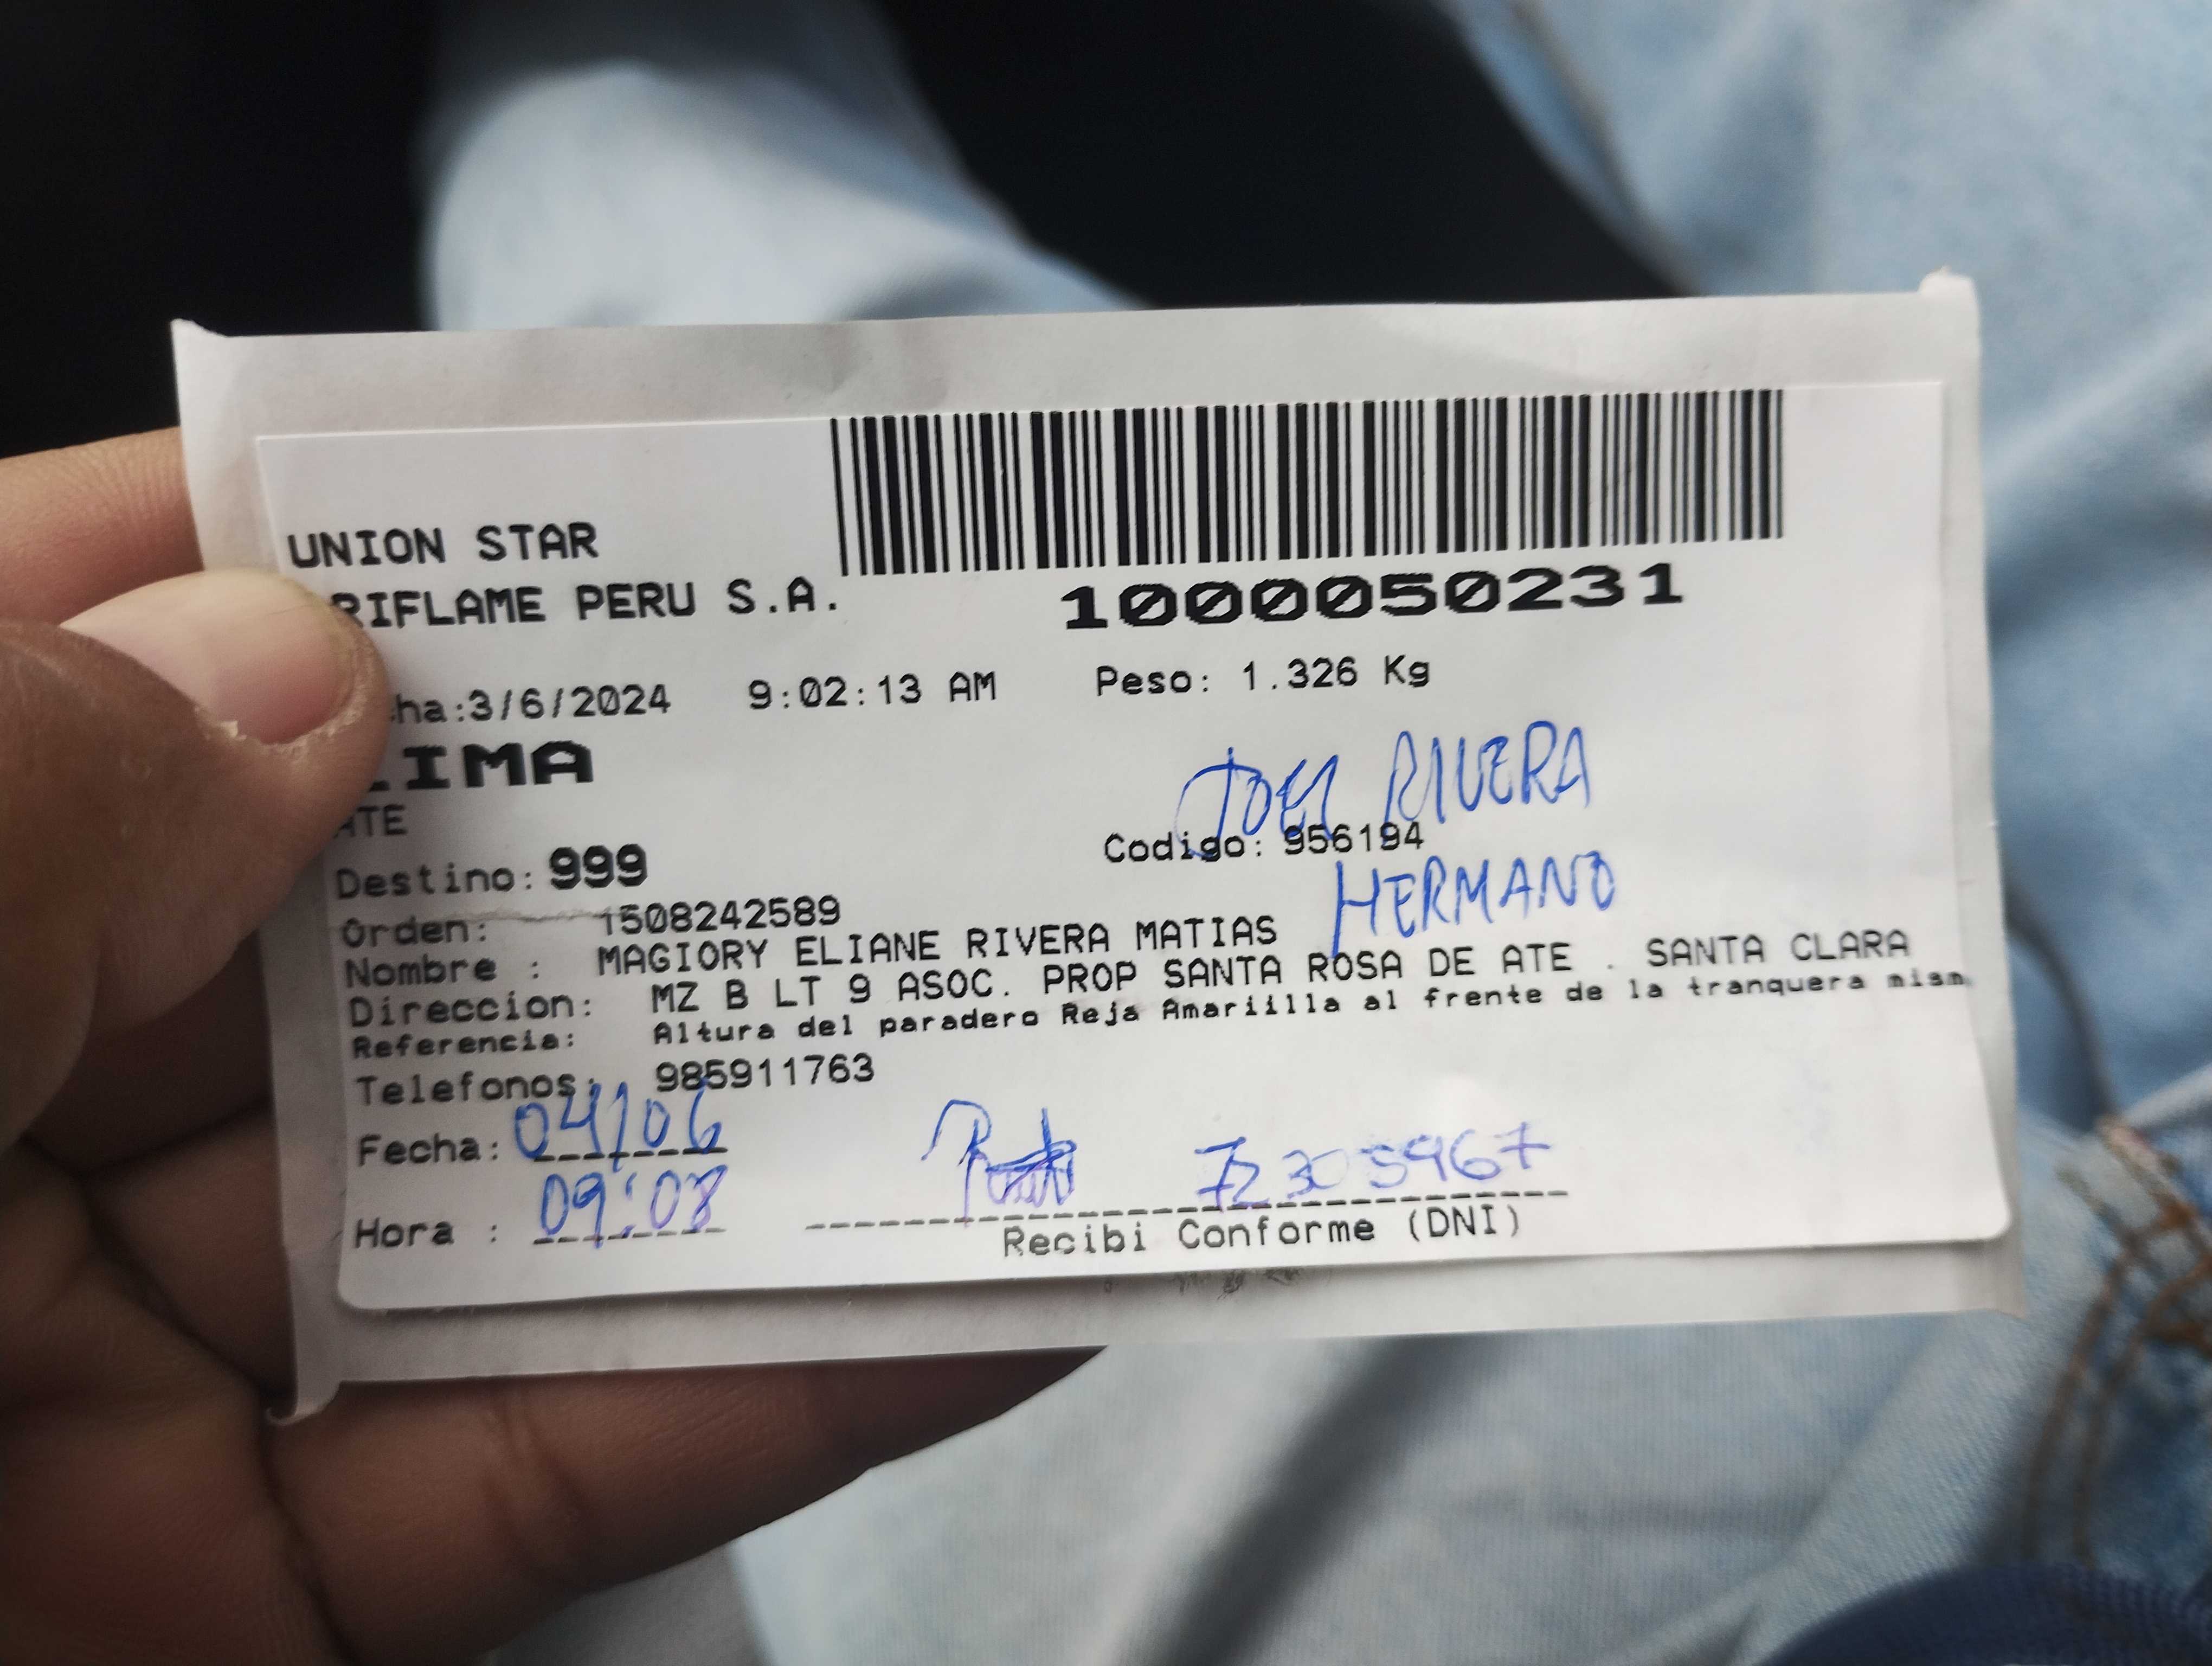 UNION STAR
RIFLAME PERU S.A.
1000050231
ha:3/6/2024 9:02:13 AM Peso: 1.326 Kg
LIMA
ATE
JOEL RIVERA
Destino: 999 Codigo: 956194
HERMANO
Orden: 1508242589
Nombre : MAGIORY ELIANE RIVERA MATIAS
Direccion: MZ B LT 9 ASOC. PROP SANTA ROSA DE ATE . SANTA CLARA
Referencia: Altura del paradero Reja Amariilla al frente de la tranquera mism
Telefonos: 985911763
Fecha: 04/06
Hora : 09:08
72305967
Recibi Conforme (DNI)